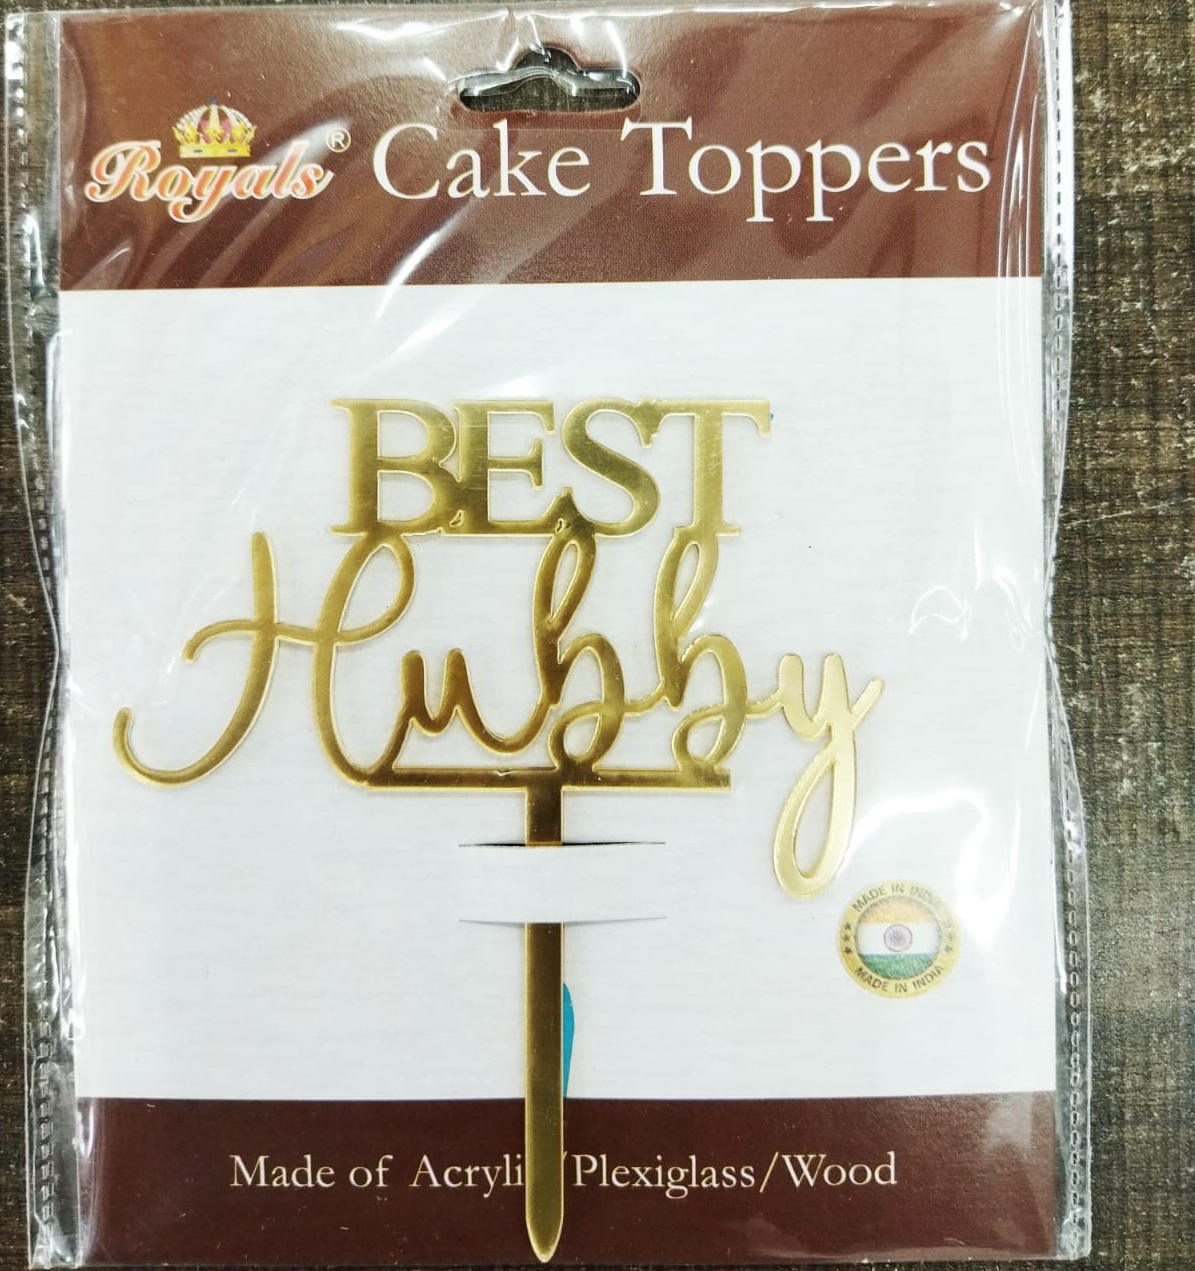 Royals® Cake Toppers
BEST
Hubby
MADE IN INDIA
MADE IN INDIA
Made of Acryli /Plexiglass/Wood